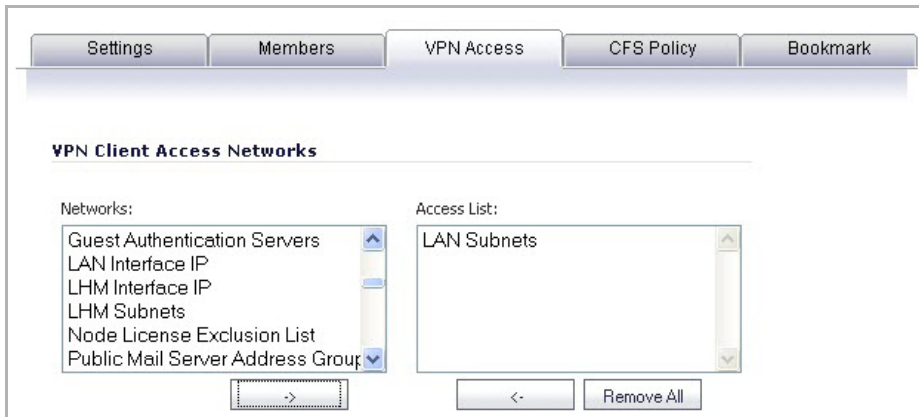 Settings Members VPN Access CFS Policy Bookmark
VPN Client Access Networks
Networks:
Guest Authentication Servers
LAN Interface IP
LHM Interface IP
LHM Subnets
Node License Exclusion List
Public Mail Server Address Group
->
Access List:
LAN Subnets
<- Remove All